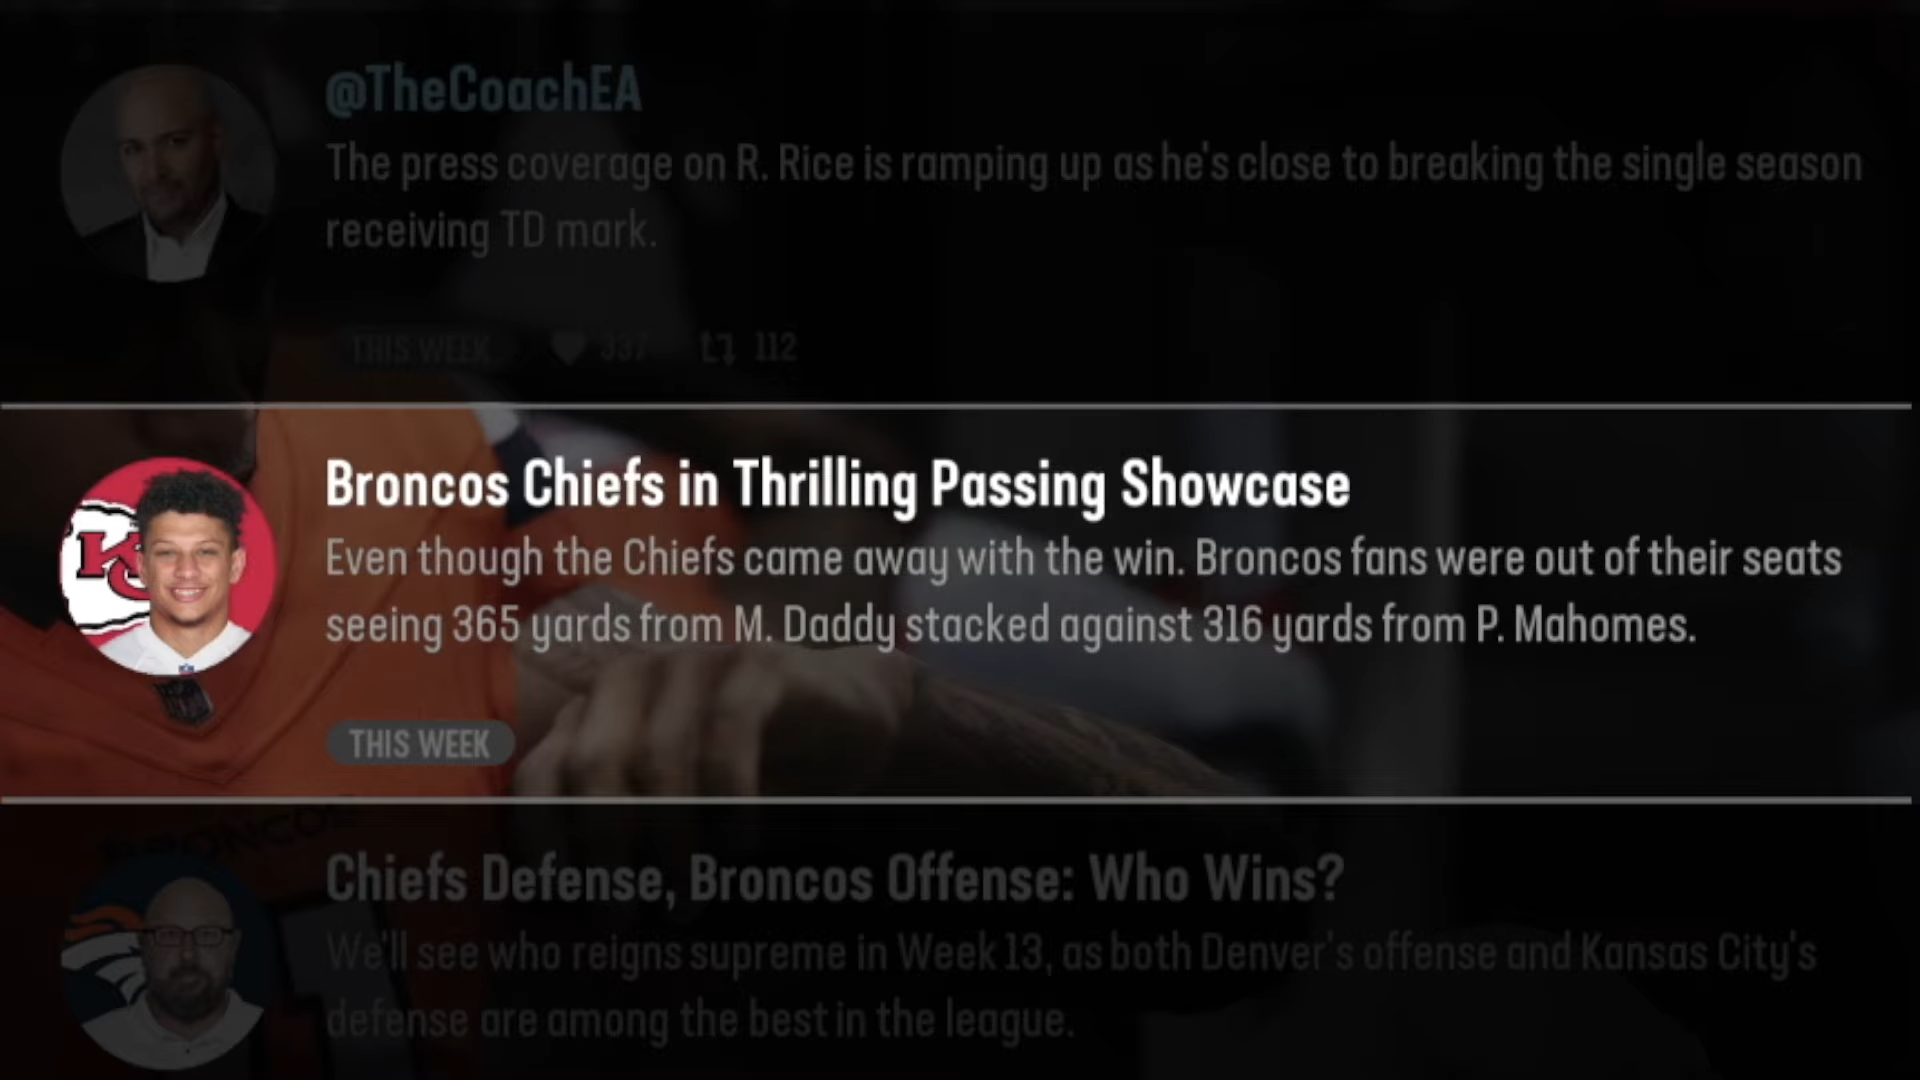 @TheCoachEA
The press coverage on R. Rice is ramping up as he's close to breaking the single season
receiving TD mark.
THIS WEEK 337 112
Broncos Chiefs in Thrilling Passing Showcase
Even though the Chiefs came away with the win. Broncos fans were out of their seats
seeing 365 yards from M. Daddy stacked against 316 yards from P. Mahomes.
THIS WEEK
BRONCOS
Chiefs Defense, Broncos Offense: Who Wins?
We'll see who reigns supreme in Week 13, as both Denver's offense and Kansas City's
defense are among the best in the league.